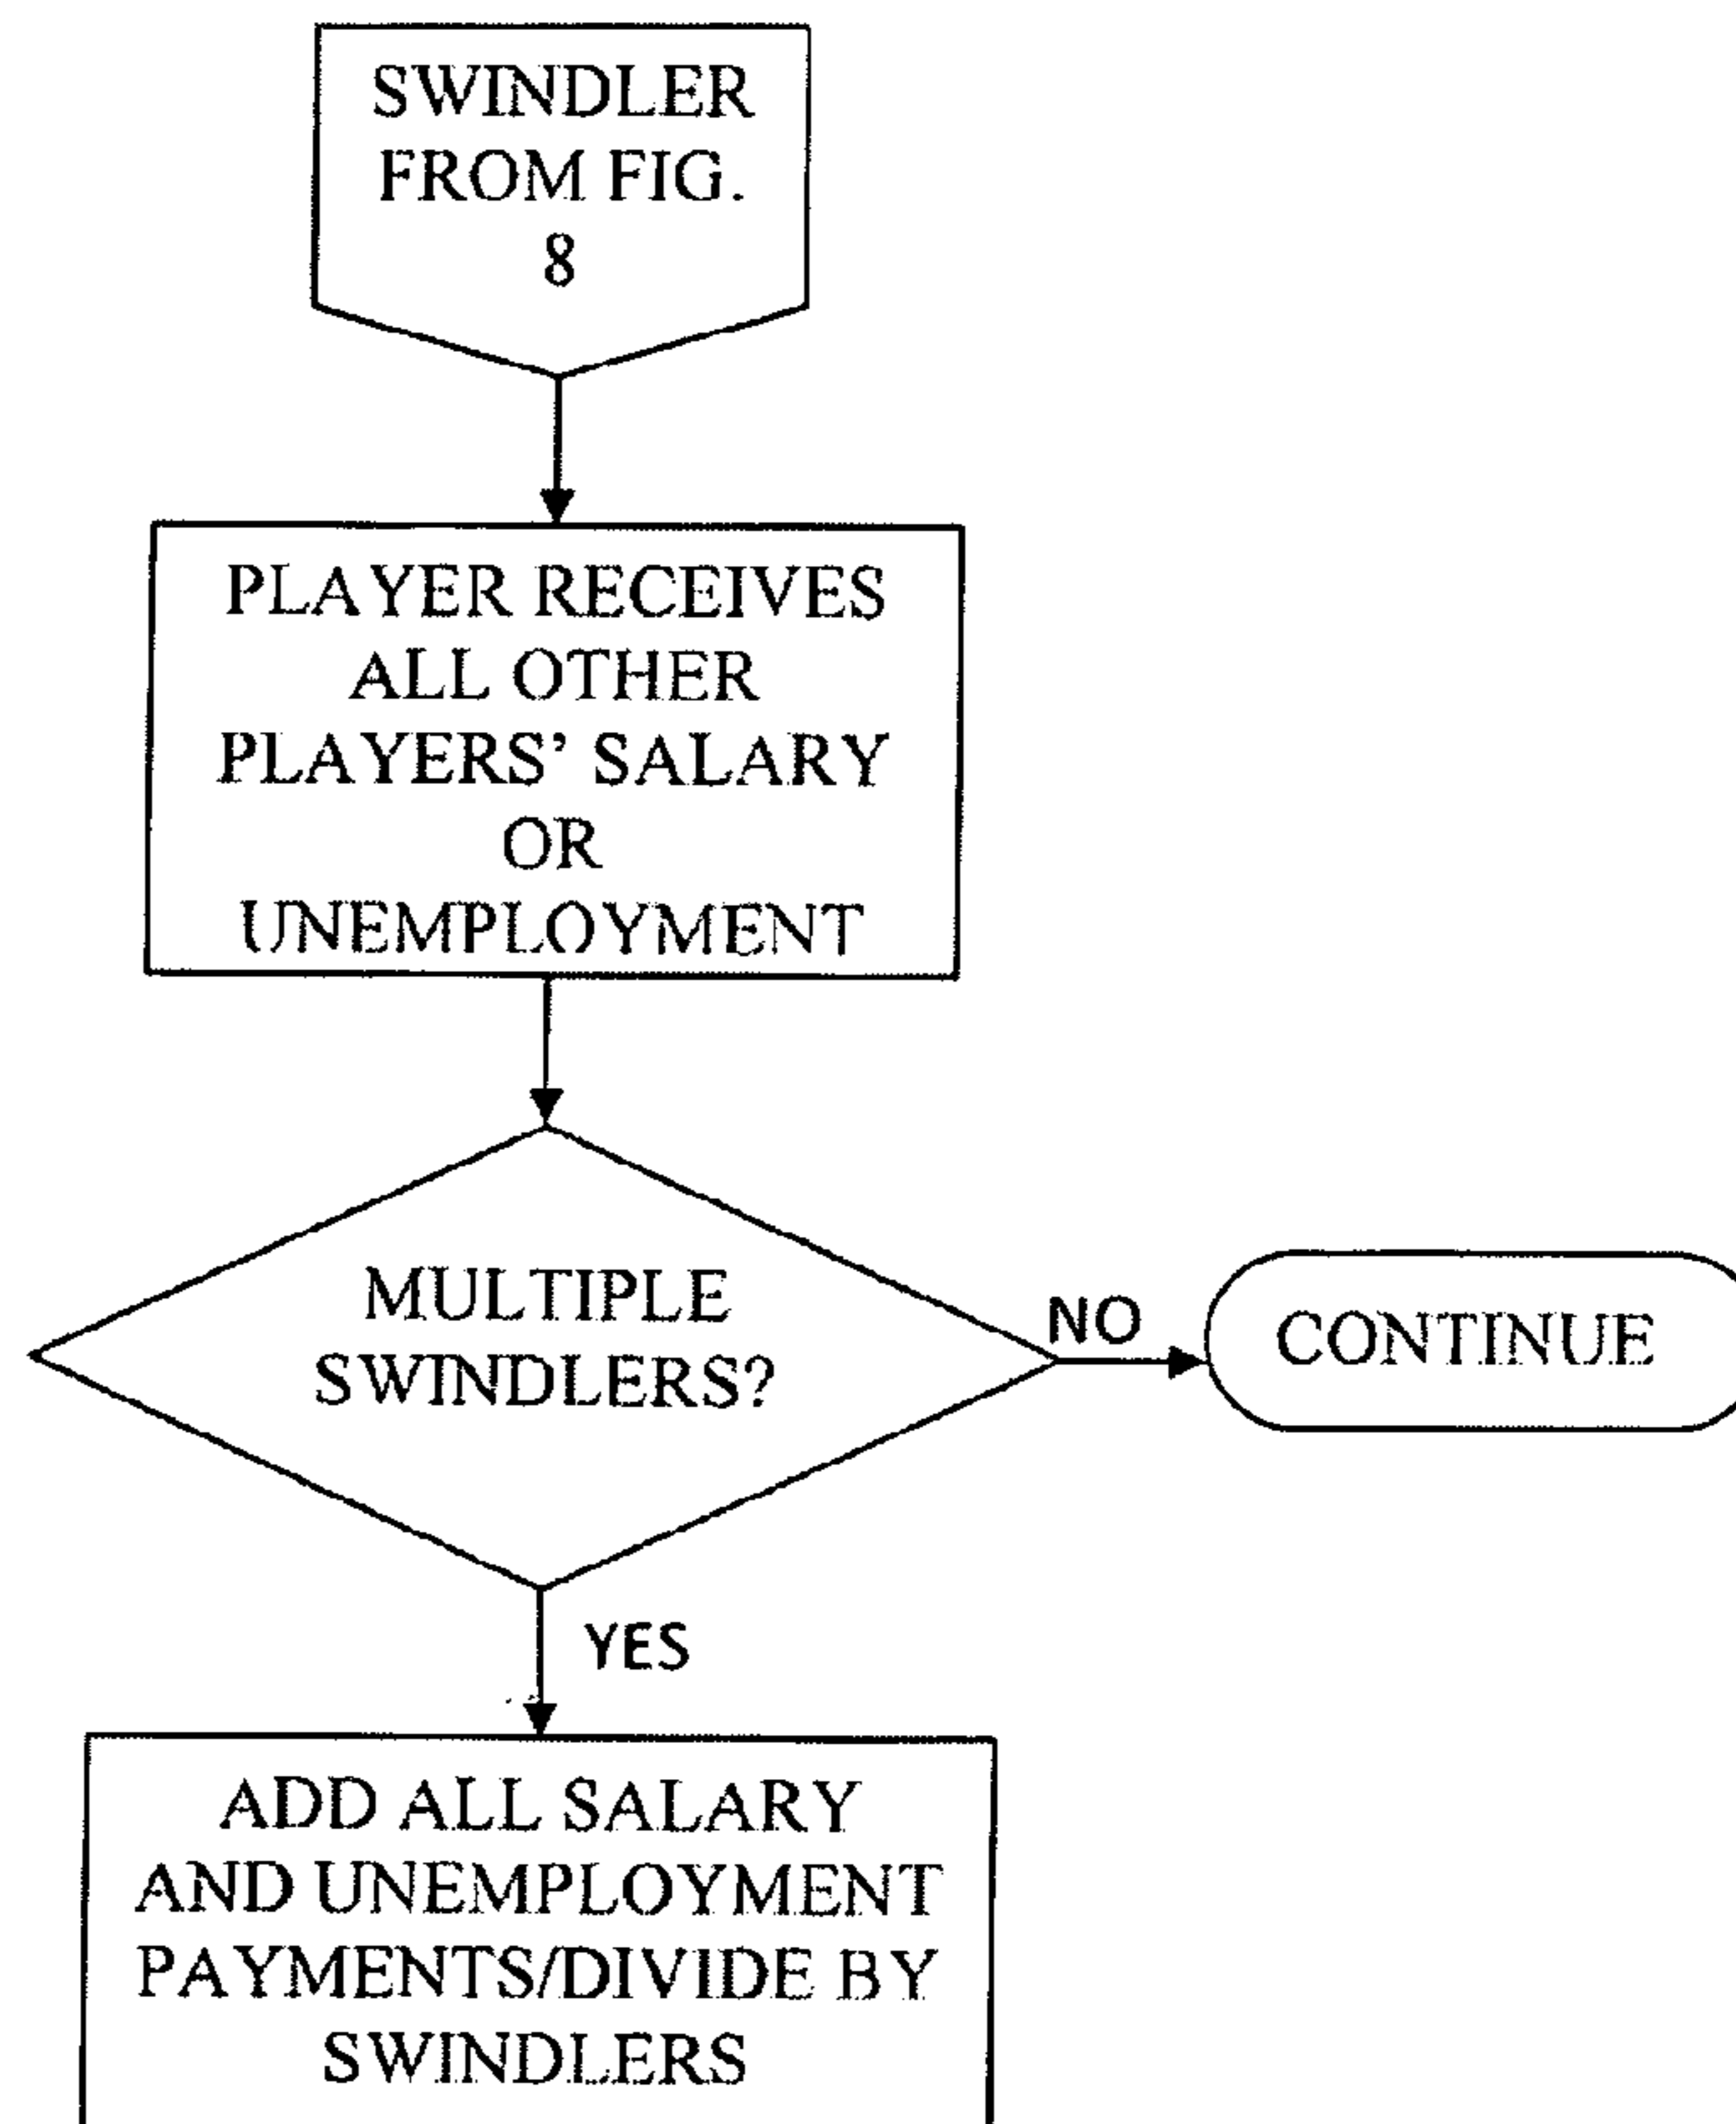 SWINDLER
FROM FIG.
8
PLAYER RECEIVES
ALL OTHER
PLAYERS' SALARY
OR
UNEMPLOYMENT
MULTIPLE
SWINDLERS?
NO
CONTINUE
YES
ADD ALL SALARY
AND UNEMPLOYMENT
PAYMENTS/DIVIDE BY
SWINDLERS